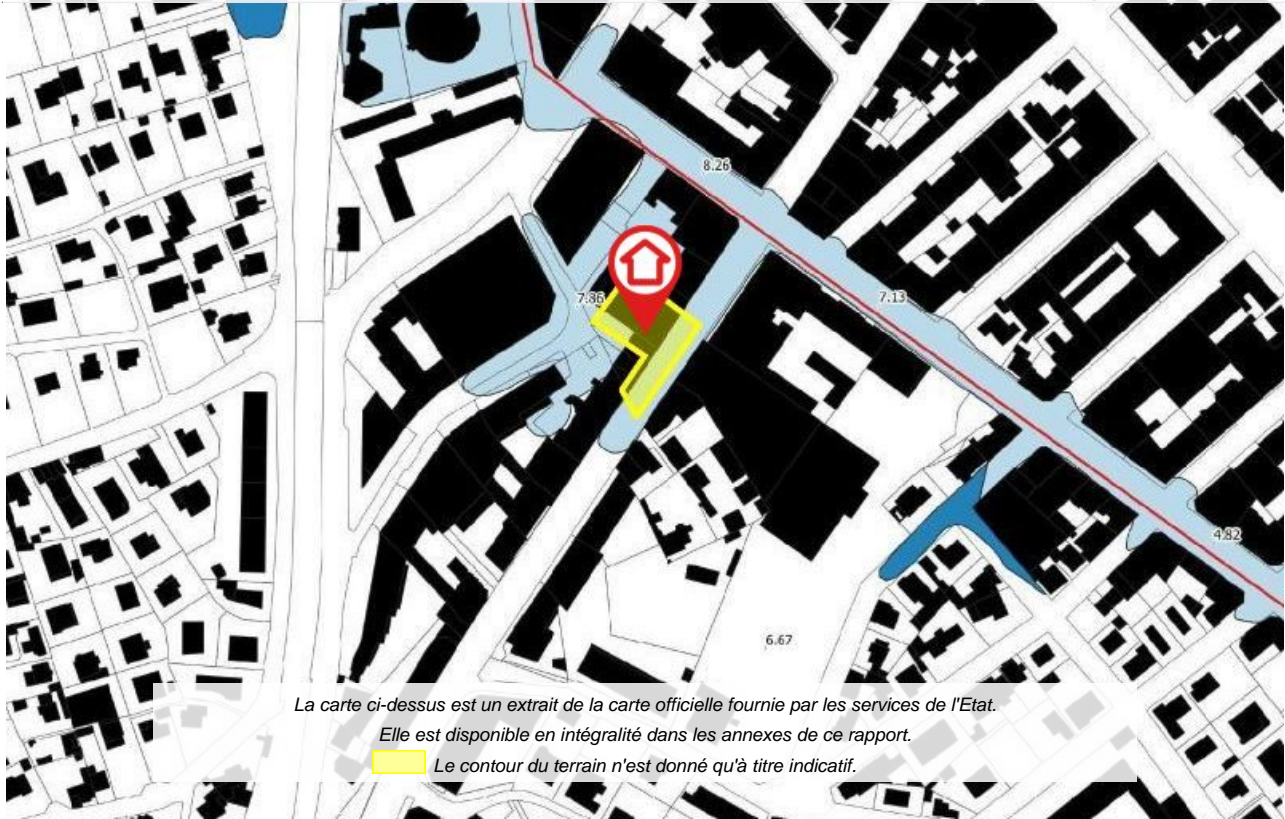 8.26
7.86
7.13
4.82
6.67
La carte ci-dessus est un extrait de la carte officielle fournie par les services de l'Etat.
Elle est disponible en intégralité dans les annexes de ce rapport.
Le contour du terrain n'est donné qu'à titre indicatif.